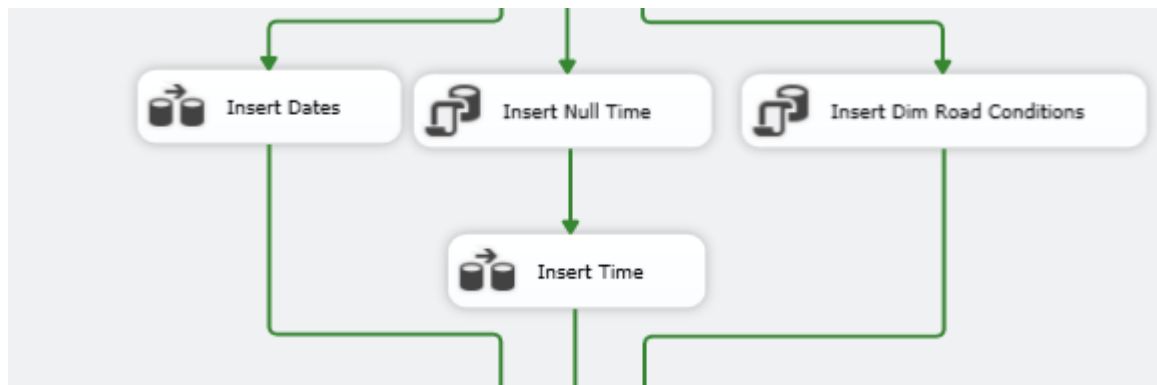 Insert Dates
Insert Null Time
Insert Dim Road Conditions
Insert Time